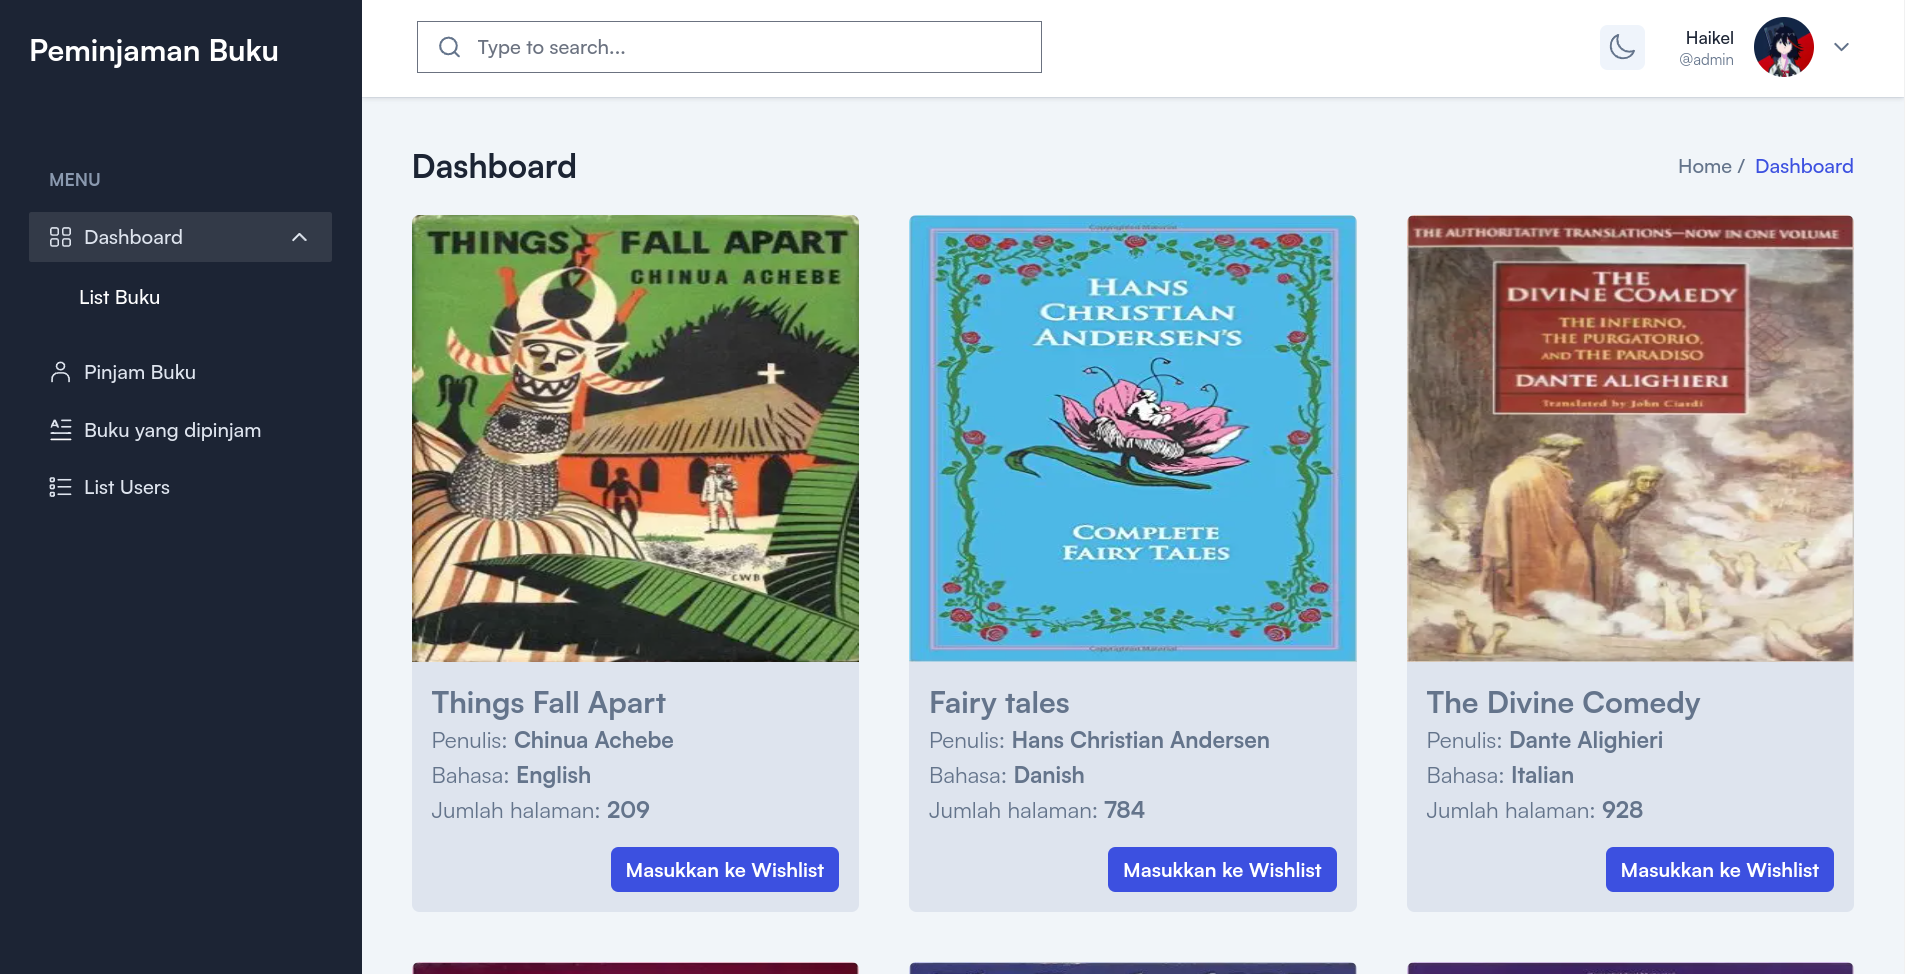 Peminjaman Buku
MENU
Dashboard
List Buku
Pinjam Buku
Buku yang dipinjam
List Users
Type to search...
Haikel
@admin
Dashboard
Home / Dashboard
THINGS FALL APART
CHINUA ACHEBE
CWB
Things Fall Apart
Penulis: Chinua Achebe
Bahasa: English
Jumlah halaman: 209
Masukkan ke Wishlist
Copyrighted Material
HANS
CHRISTIAN
ANDERSEN'S
COMPLETE
FAIRY TALES
Copyrighted Material
Fairy tales
Penulis: Hans Christian Andersen
Bahasa: Danish
Jumlah halaman: 784
Masukkan ke Wishlist
THE AUTHORITATIVE TRANSLATIONS—NOW IN ONE VOLUME
THE
DIVINE COMEDY
THE INFERNO,
THE PURGATORIO,
AND THE PARADISO
DANTE ALIGHIERI
Translated by John Ciardi
The Divine Comedy
Penulis: Dante Alighieri
Bahasa: Italian
Jumlah halaman: 928
Masukkan ke Wishlist